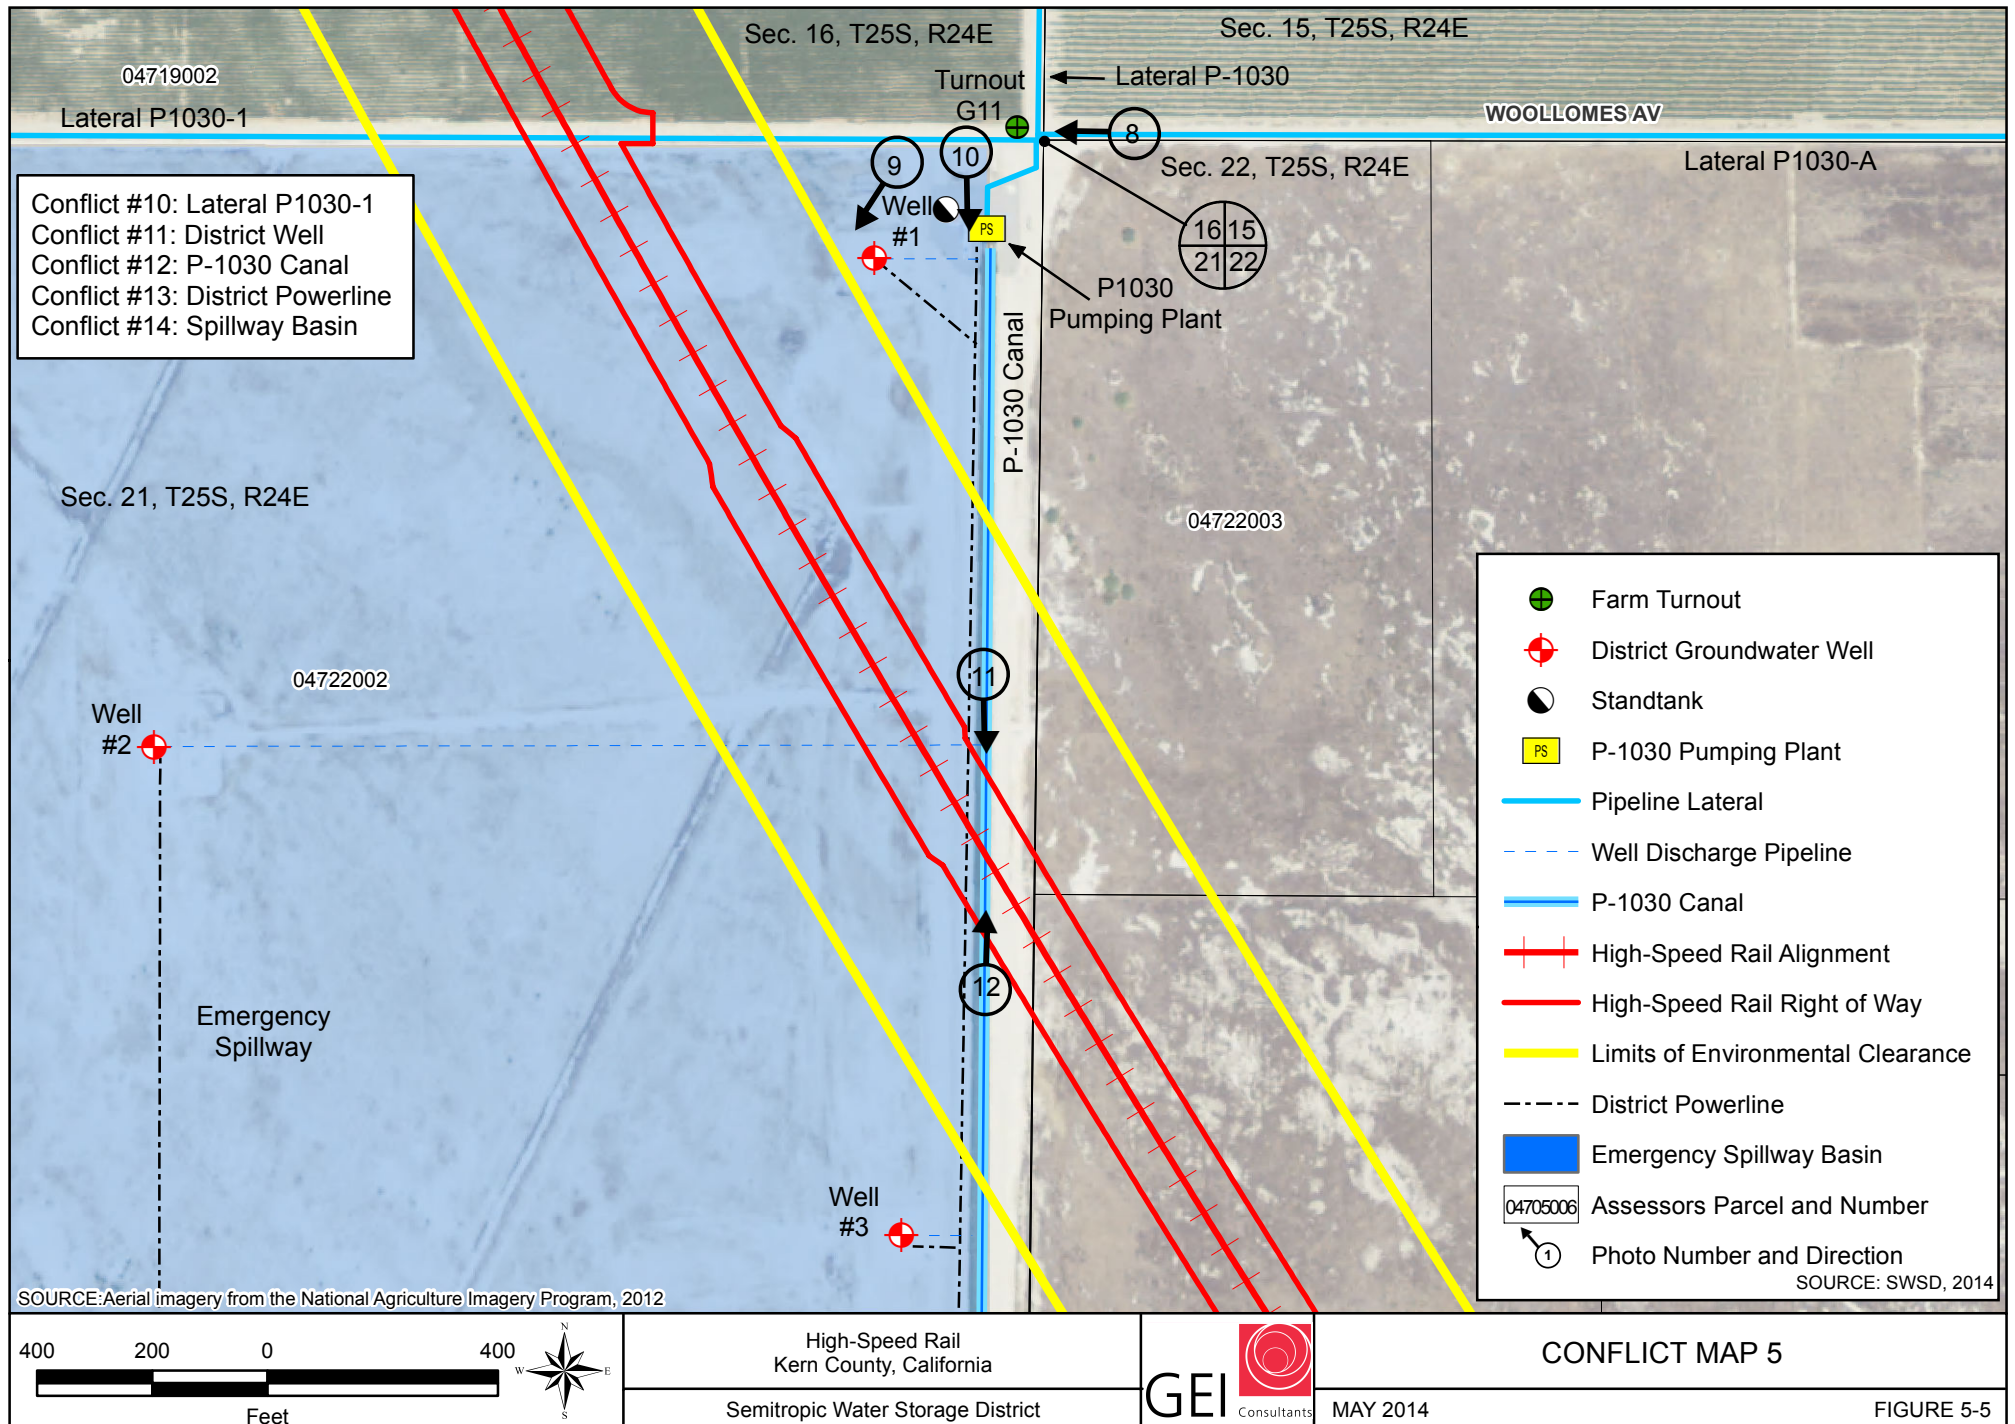 Sec. 16, T25S, R24E
Sec. 15, T25S, R24E
04719002
Turnout
G11
Lateral P-1030
Lateral P1030-1
WOOLLOMES AV
8
9
10
Sec. 22, T25S, R24E
Lateral P1030-A
Conflict #10: Lateral P1030-1
Conflict #11: District Well
Conflict #12: P-1030 Canal
Conflict #13: District Powerline
Conflict #14: Spillway Basin
Well
#1
PS
16 15
21 22
P1030
Pumping Plant
P-1030 Canal
Sec. 21, T25S, R24E
04722003
04722002
11
Well
#2
12
Emergency
Spillway
Well
#3
Farm Turnout
District Groundwater Well
Standtank
PS P-1030 Pumping Plant
Pipeline Lateral
Well Discharge Pipeline
P-1030 Canal
High-Speed Rail Alignment
High-Speed Rail Right of Way
Limits of Environmental Clearance
District Powerline
Emergency Spillway Basin
04705006 Assessors Parcel and Number
1 Photo Number and Direction
SOURCE: SWSD, 2014
SOURCE:Aerial imagery from the National Agriculture Imagery Program, 2012
400 200 0 400
Feet
N
W E
S
High-Speed Rail
Kern County, California
Semitropic Water Storage District
GEI Consultants
CONFLICT MAP 5
MAY 2014
FIGURE 5-5